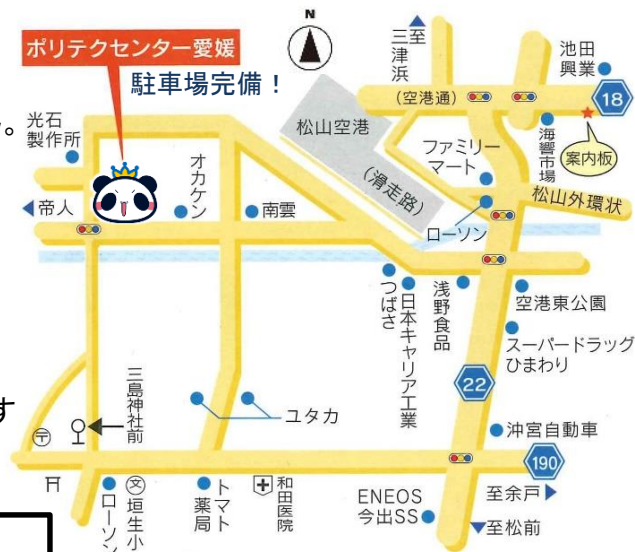 N
ポリテクセンター愛媛
駐車場完備！
至三津浜
池田
興業
(空港通)
18
光石
製作所
。
松山空港
(滑走路)
ファミリー
マート
海響市場
案内板
オカケン
帝人
南雲
ローソン
松山外環状
つばさ
日本キャリア工業
浅野食品
空港東公園
スーパードラッグ
ひまわり
22
三島神社前
す
ユタカ
沖宮自動車
190
至余戸
ローソン
文
垣生小
トマト
薬局
和田医院
ENEOS
今出SS
至松前